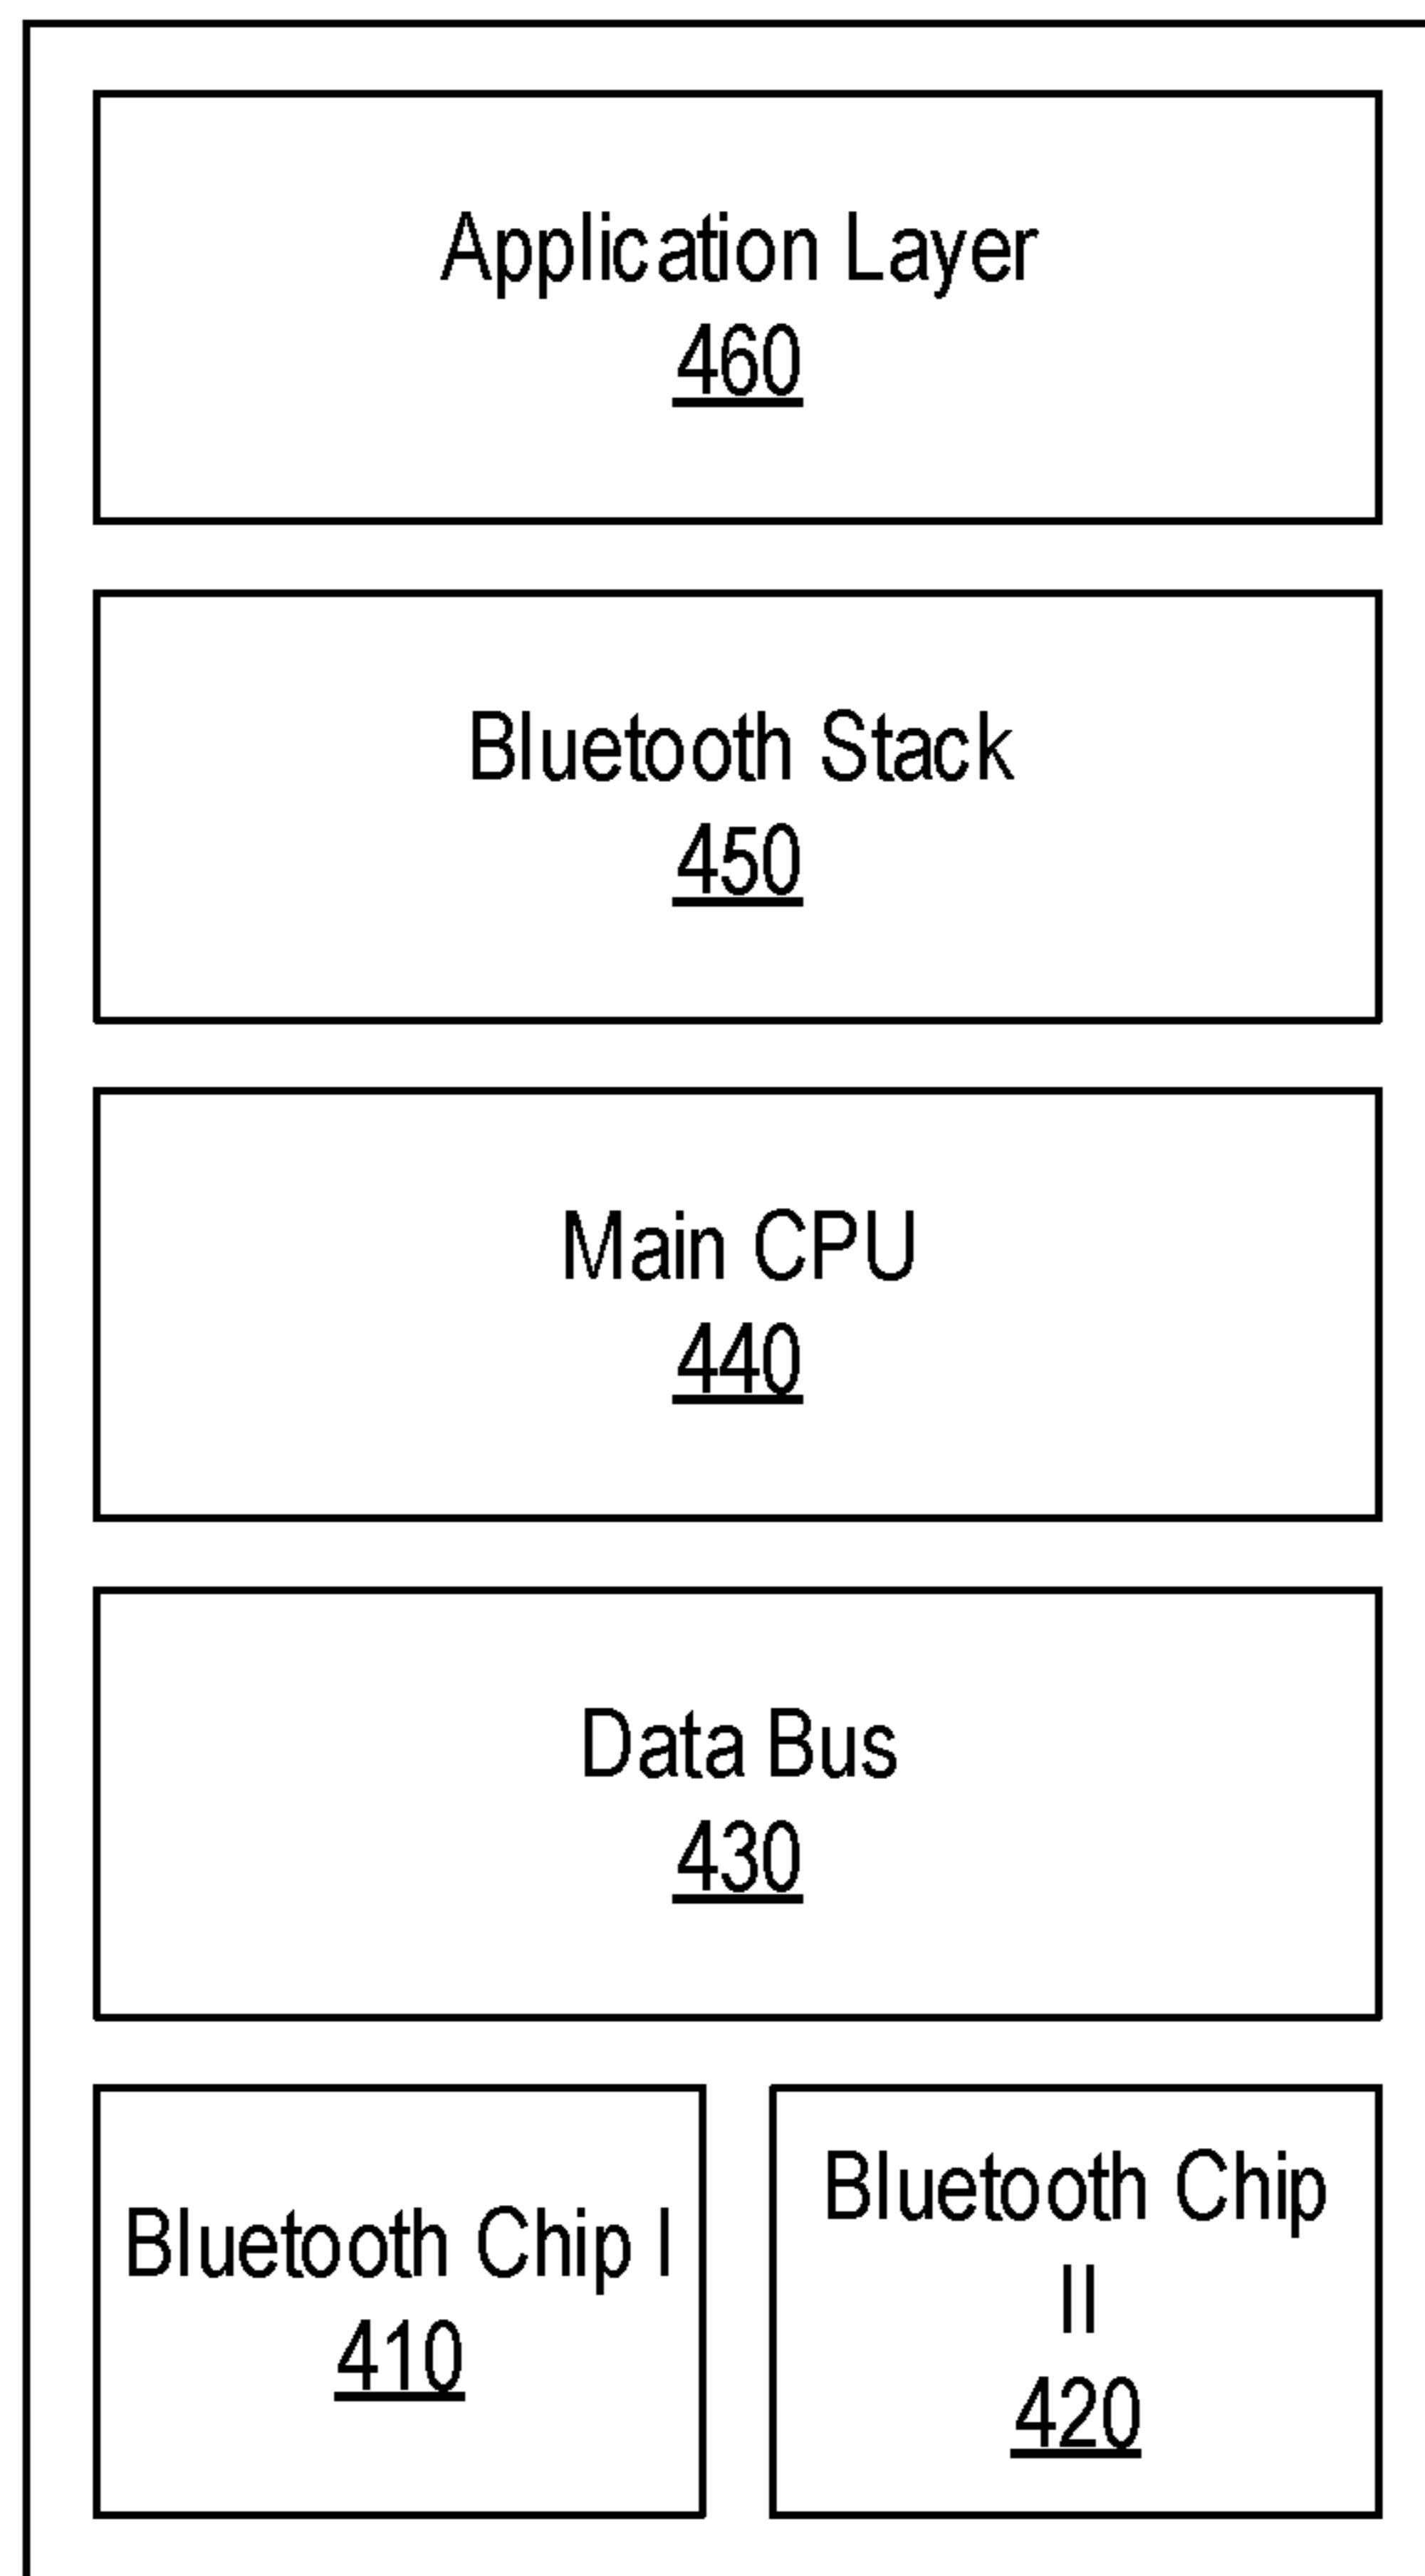 Application Layer
460
Bluetooth Stack
450
Main CPU
440
Data Bus
430
Bluetooth Chip I
410
Bluetooth Chip
II
420